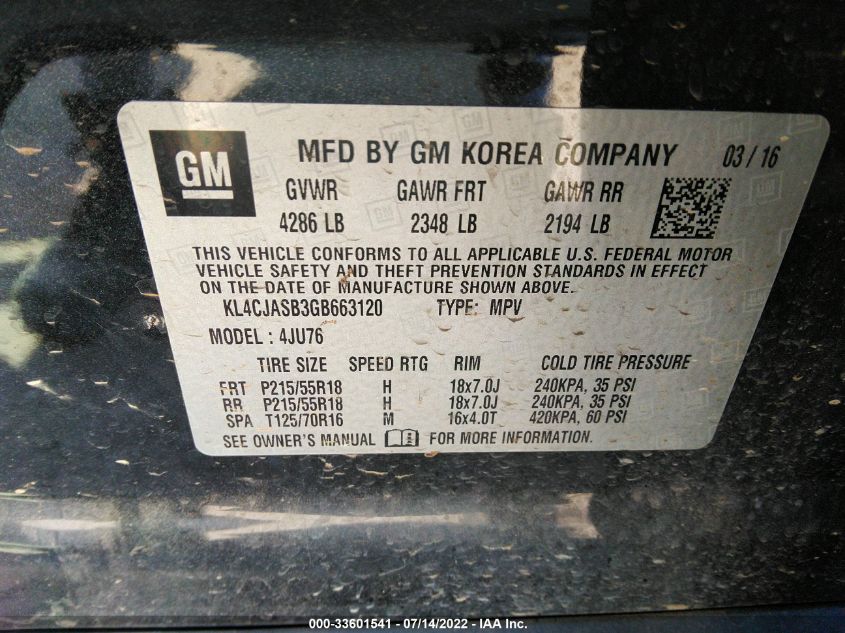 GM
MFD BY GM KOREA COMPANY 03/16
GVWR GAWR FRT GAWR RR
4286 LB 2348 LB 2194 LB
THIS VEHICLE CONFORMS TO ALL APPLICABLE U.S. FEDERAL MOTOR
VEHICLE SAFETY AND THEFT PREVENTION STANDARDS IN EFFECT
ON THE DATE OF MANUFACTURE SHOWN ABOVE.
KL4CJASB3GB663120 TYPE: MPV
MODEL : 4JU76
TIRE SIZE SPEED RTG RIM COLD TIRE PRESSURE
FRT P215/55R18 H 18x7.0J 240KPA, 35 PSI
RR P215/55R18 H 18x7.0J 240KPA, 35 PSI
SPA T125/70R16 M 16x4.0T 420KPA, 60 PSI
SEE OWNER'S MANUAL FOR MORE INFORMATION.
000-33601541 - 07/14/2022 - IAA Inc.